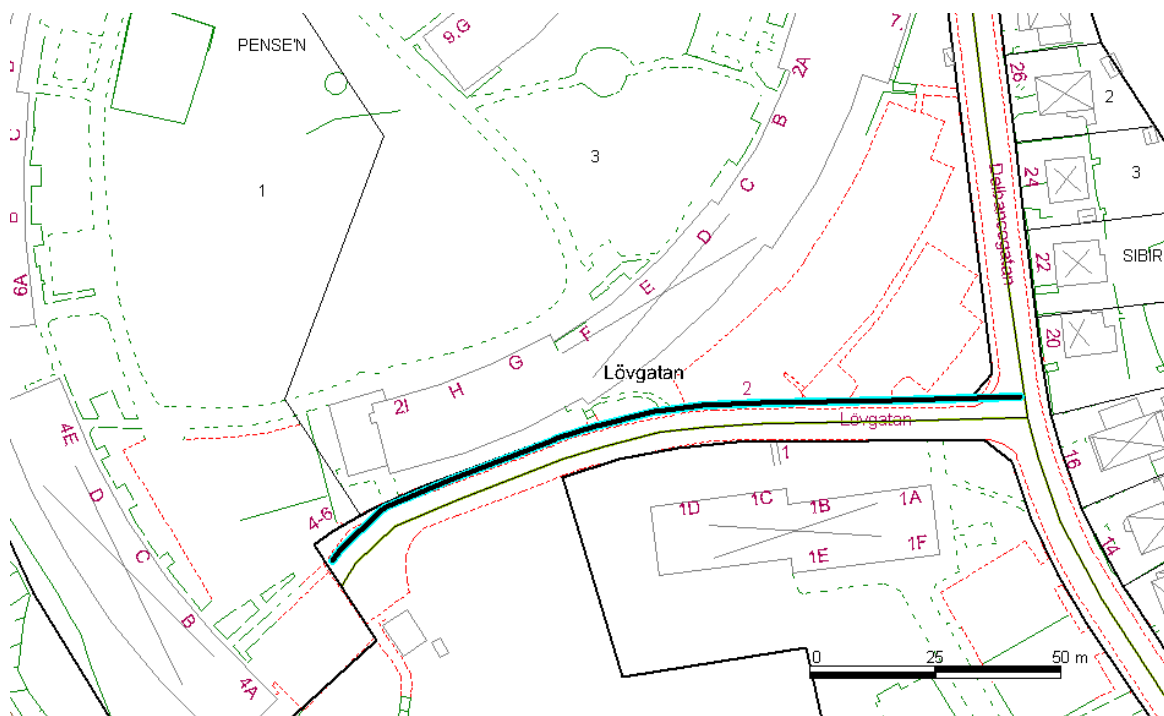 PENSE'N
9.G
7.
2A
26
2
B
3
C
24
3
1
C
D
Delbancogatan
B
22
SIBIR
6A
E
F
20
G
Lövgatan
H
2
2I
Lövgatan
4E
1
16
D
4-6
1D
1C
1B
1A
C
1E
1F
14
B
4A
0
25
50 m